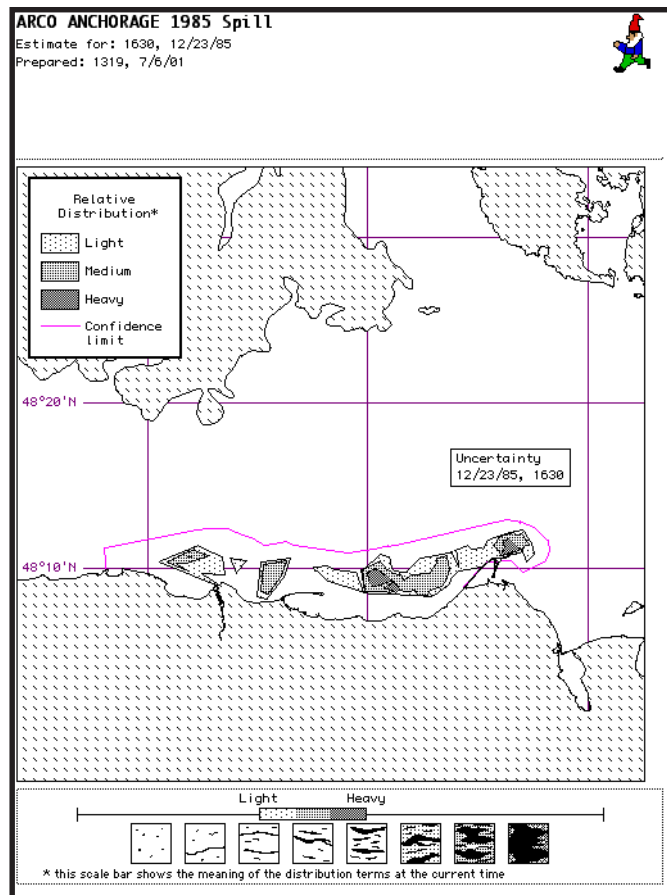 ARCO ANCHORAGE 1985 Spill
Estimate for: 1630, 12/23/85
Prepared: 1319, 7/6/01
Relative
Distribution*
Light
Medium
Heavy
Confidence
limit
48°20'N
Uncertainty
12/23/85, 1630
48°10'N
Light Heavy
* this scale bar shows the meaning of the distribution terms at the current time